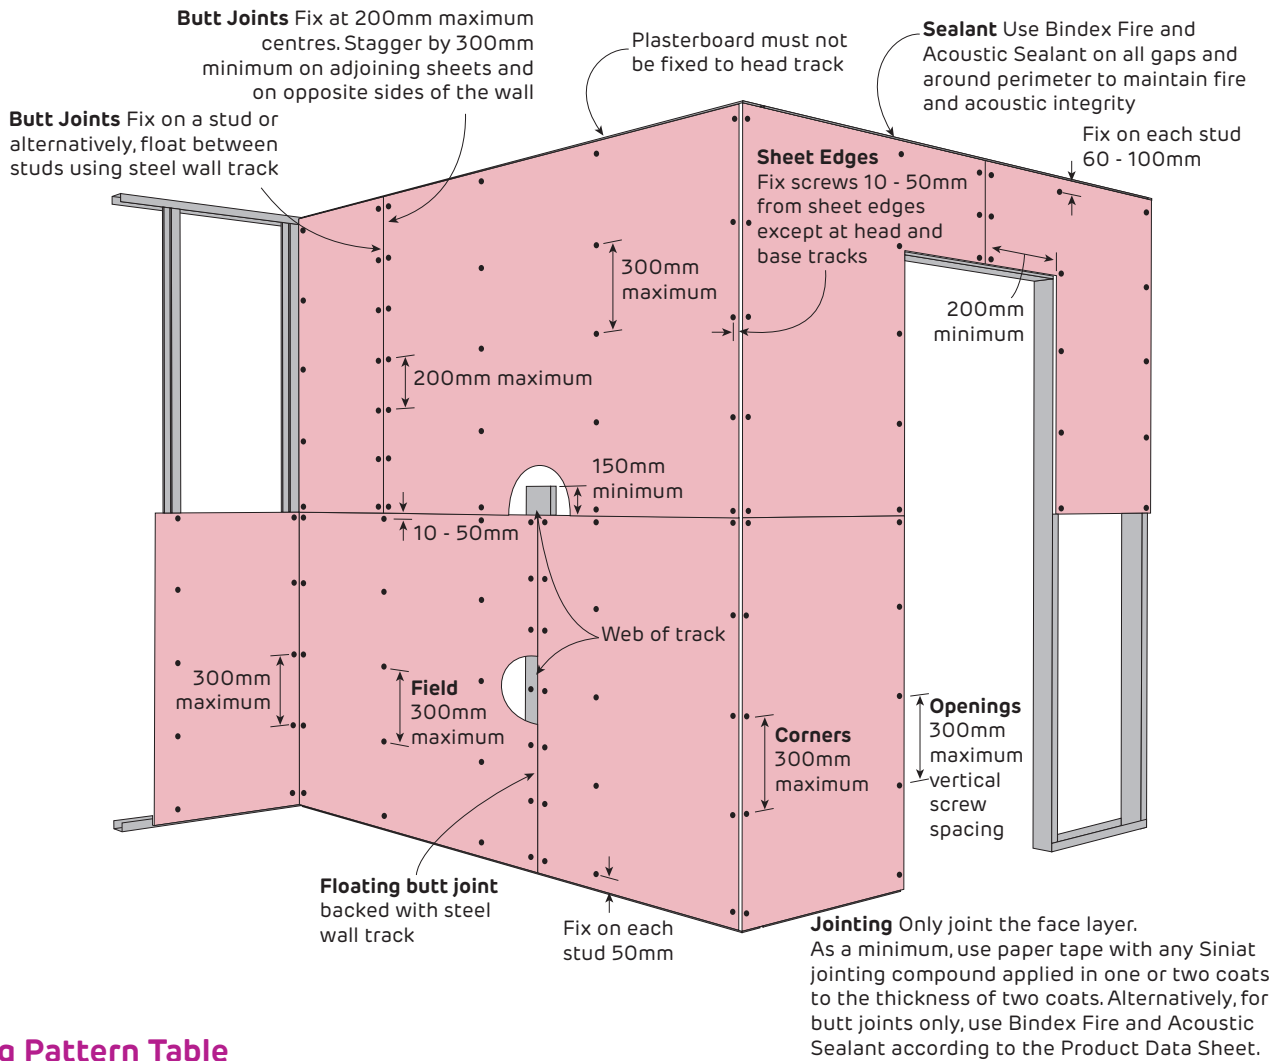 Butt Joints Fix at 200mm maximum
centres. Stagger by 300mm
minimum on adjoining sheets and
on opposite sides of the wall
Plasterboard must not
be fixed to head track
Sealant Use Bindex Fire and
Acoustic Sealant on all gaps and
around perimeter to maintain fire
and acoustic integrity
Butt Joints Fix on a stud or
alternatively, float between
studs using steel wall track
Fix on each stud
60 - 100mm
Sheet Edges
Fix screws 10 - 50mm
from sheet edges
except at head and
base tracks
300mm
maximum
200mm
minimum
200mm maximum
150mm
minimum
10 - 50mm
Web of track
300mm
maximum
Field
300mm
maximum
Corners
300mm
maximum
Openings
300mm
maximum
vertical
screw
spacing
Floating butt joint
backed with steel
wall track
Fix on each
stud 50mm
Jointing Only joint the face layer.
As a minimum, use paper tape with any Siniat
jointing compound applied in one or two coats
to the thickness of two coats. Alternatively, for
butt joints only, use Bindex Fire and Acoustic
Sealant according to the Product Data Sheet.
Pattern Table